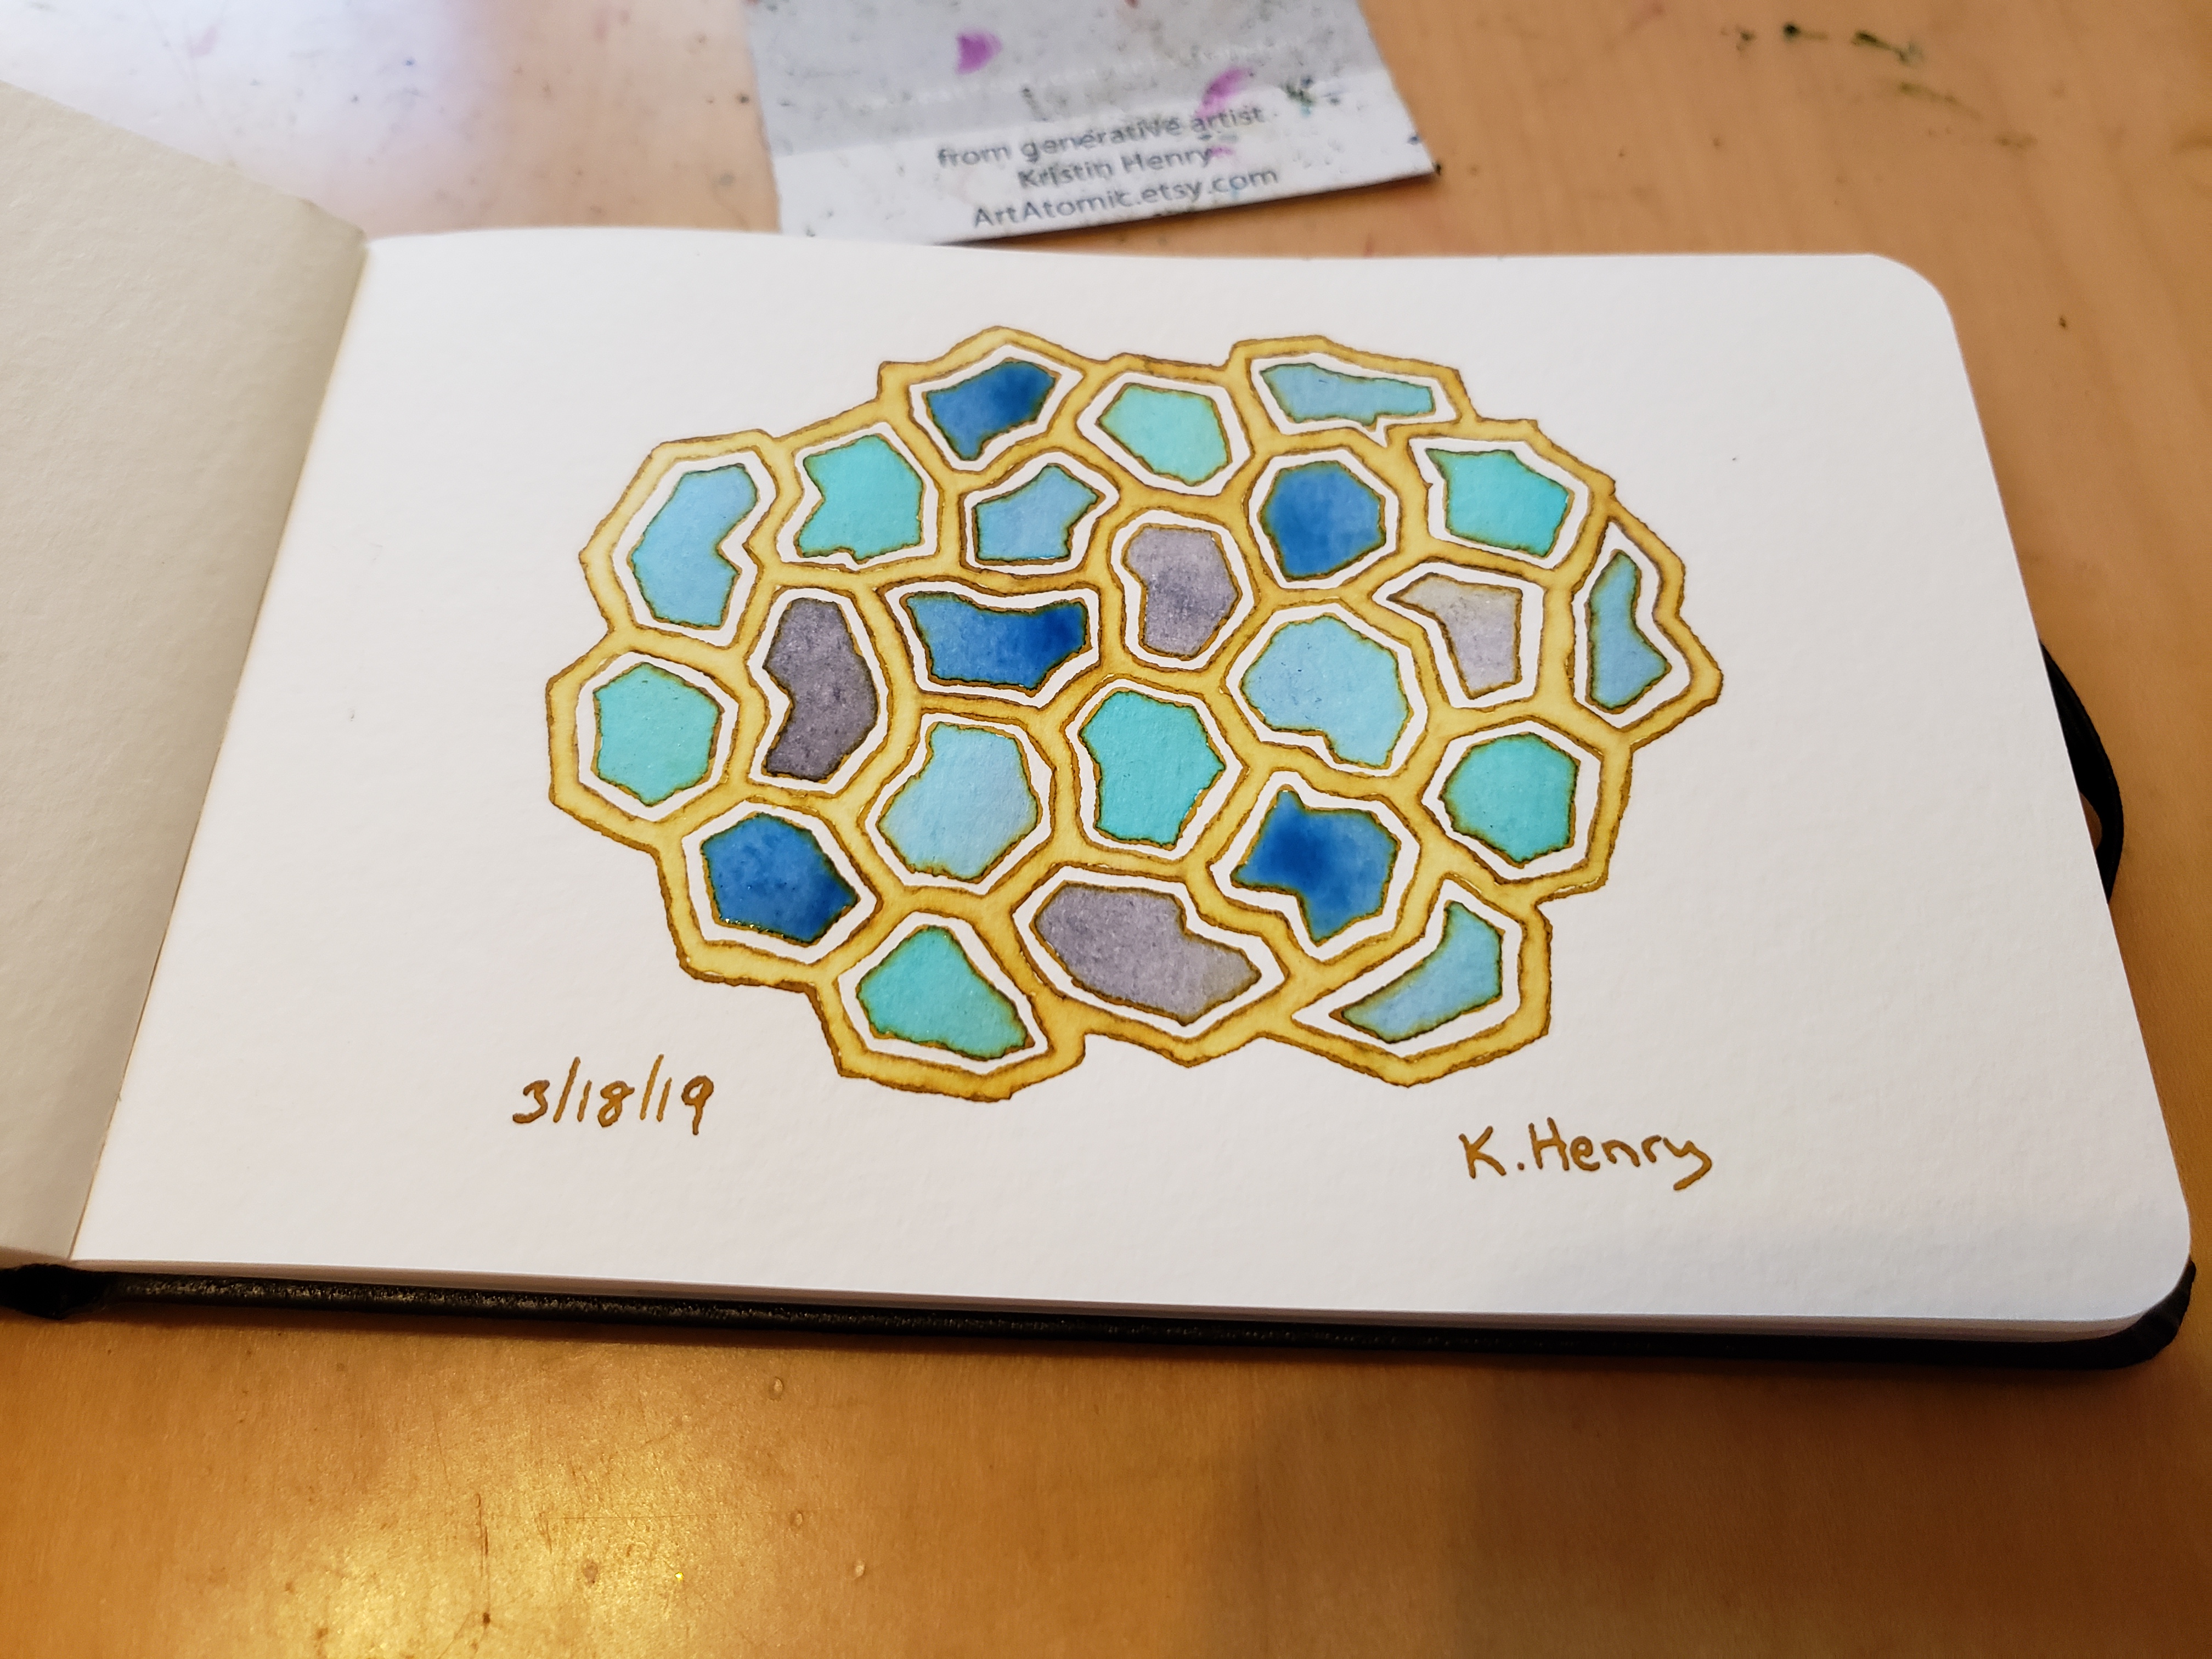 from generative artist
Kristin Henry
ArtAtomic.etsy.com
3/18/19
K.Henry